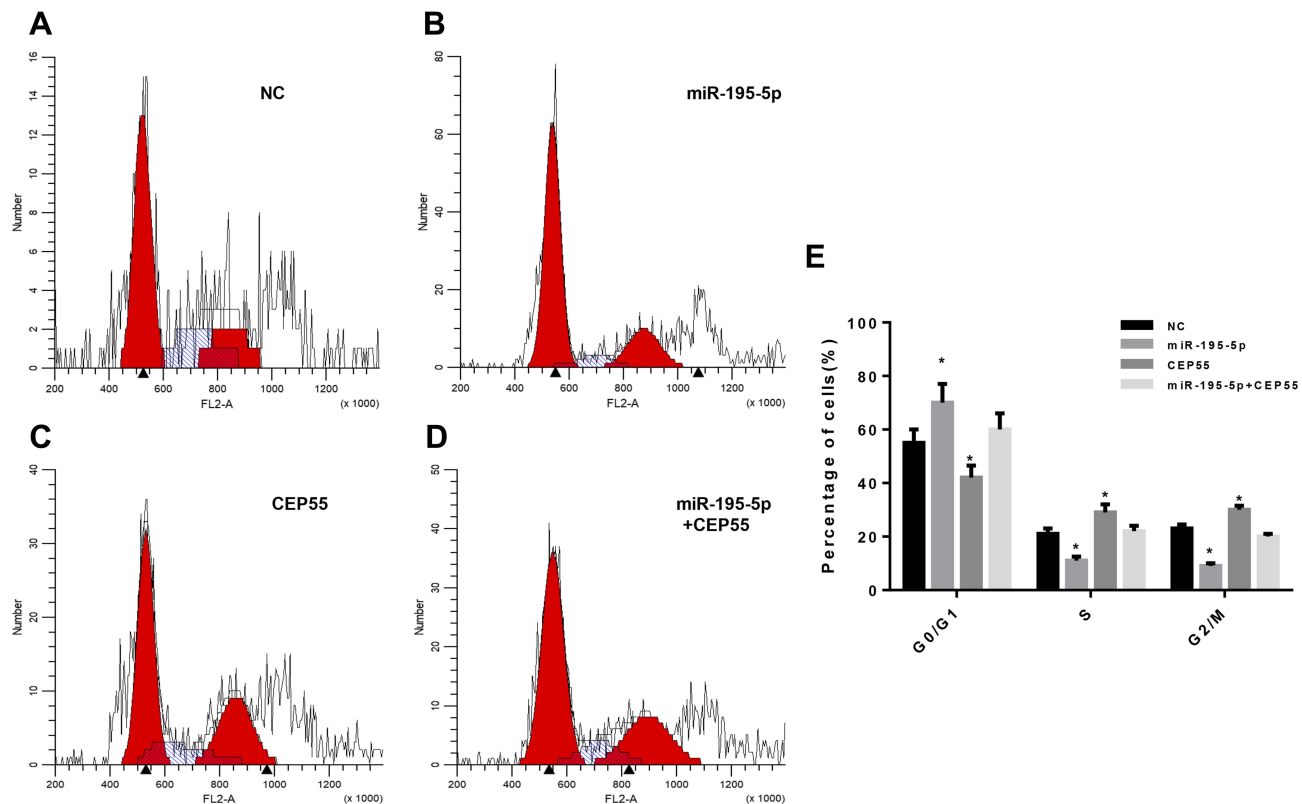 A
NC
16
14
12
10
8
6
4
2
0
Number
200 400 600 800 1000 1200
FL2-A
(x 1000)
B
miR-195-5p
80
60
40
20
0
Number
200 400 600 800 1000 1200
FL2-A
(x 1000)
C
CEP55
40
30
20
10
0
Number
200 400 600 800 1000 1200
FL2-A
(x 1000)
D
miR-195-5p
+CEP55
50
40
30
20
10
0
Number
200 400 600 800 1000 1200
FL2-A
(x 1000)
E
NC
miR-195-5p
CEP55
miR-195-5p+CEP55
Percentage of cells(%)
100
80
60
40
20
0
* * * * * *
G0/G1 S G2/M